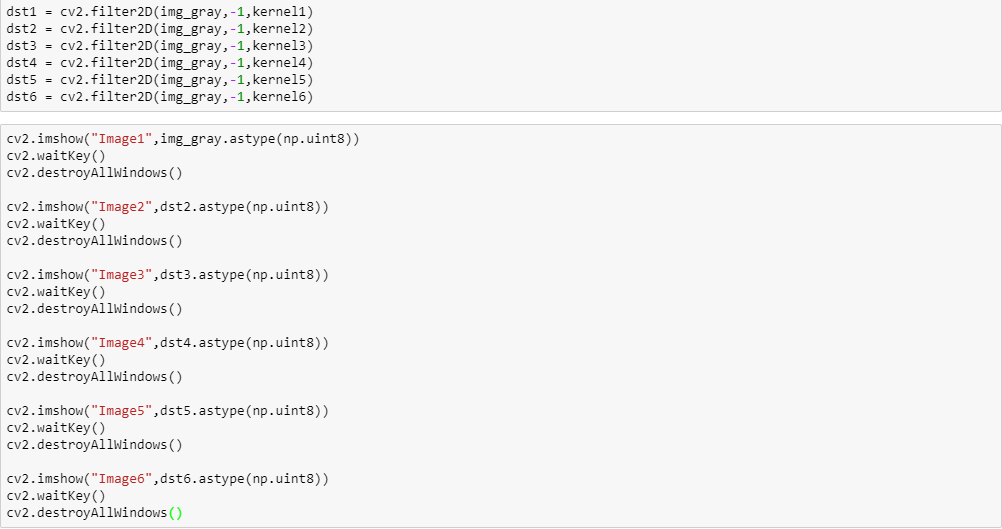 dst1 = cv2.filter2D(img_gray,-1,kernel1)
dst2 = cv2.filter2D(img_gray,-1,kernel2)
dst3 = cv2.filter2D(img_gray,-1,kernel3)
dst4 = cv2.filter2D(img_gray,-1,kernel4)
dst5 = cv2.filter2D(img_gray,-1,kernel5)
dst6 = cv2.filter2D(img_gray,-1,kernel6)
cv2.imshow("Image1",img_gray.astype(np.uint8))
cv2.waitKey()
cv2.destroyAllWindows()
cv2.imshow("Image2",dst2.astype(np.uint8))
cv2.waitKey()
cv2.destroyAllWindows()
cv2.imshow("Image3",dst3.astype(np.uint8))
cv2.waitKey()
cv2.destroyAllWindows()
cv2.imshow("Image4",dst4.astype(np.uint8))
cv2.waitKey()
cv2.destroyAllWindows()
cv2.imshow("Image5",dst5.astype(np.uint8))
cv2.waitKey()
cv2.destroyAllWindows()
cv2.imshow("Image6",dst6.astype(np.uint8))
cv2.waitKey()
cv2.destroyAllWindows()